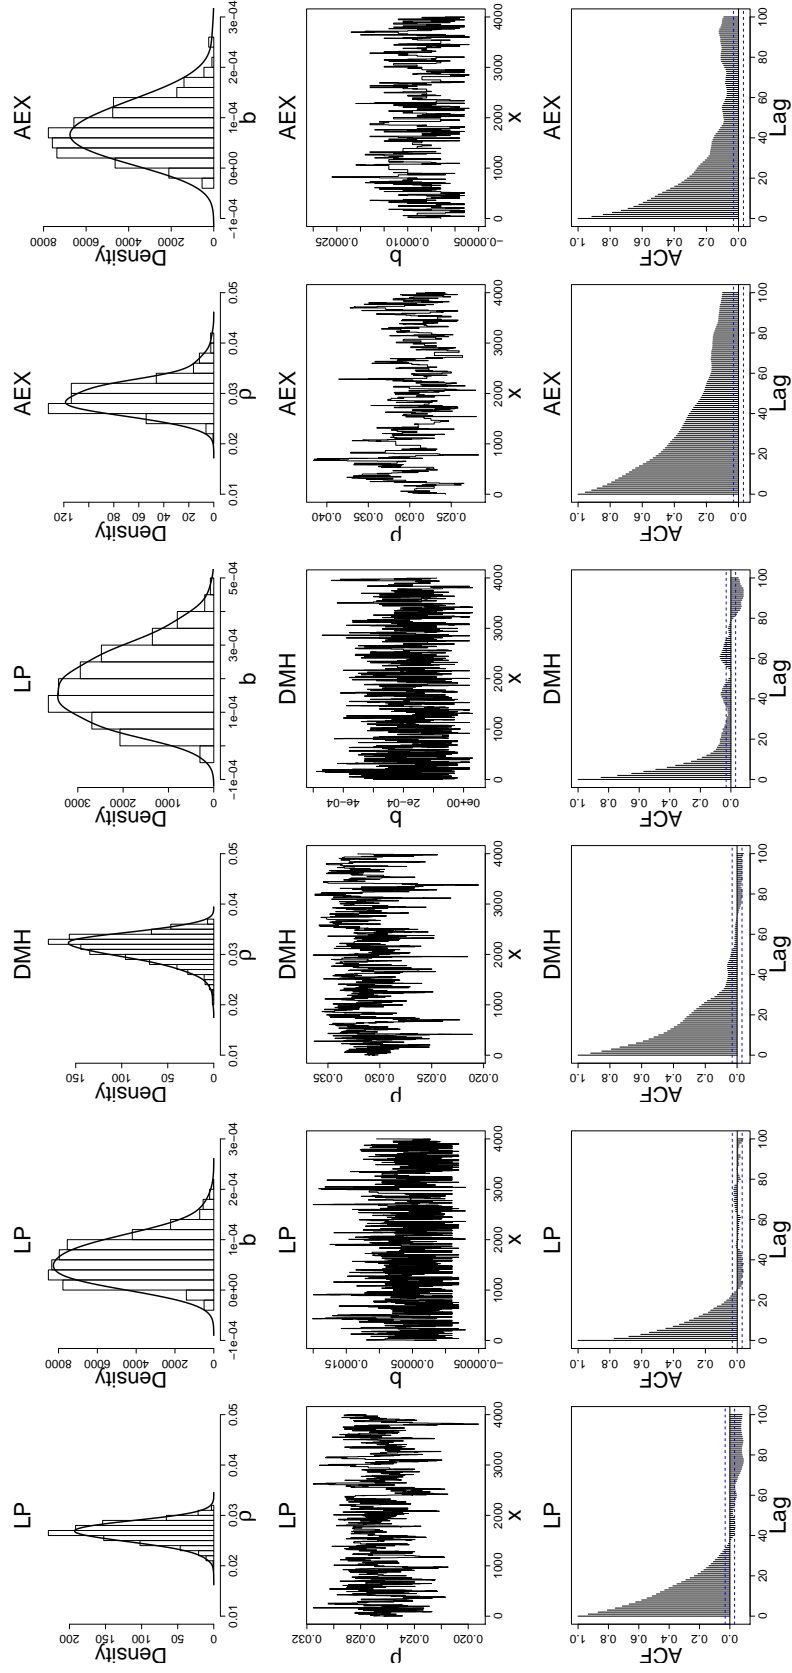 LP
Density
0 50 100 150 200
0.01 0.02 0.03 0.04 0.05
ρ
LP
Density
0 2000 4000 6000 8000
−1e−04 0e+00 1e−04 2e−04 3e−04
b
DMH
Density
0 50 100 150
0.01 0.02 0.03 0.04 0.05
ρ
LP
Density
0 1000 2000 3000
−1e−04 1e−04 3e−04 5e−04
b
AEX
Density
0 20 40 60 80 120
0.01 0.02 0.03 0.04 0.05
ρ
AEX
Density
0 2000 4000 6000 8000
−1e−04 0e+00 1e−04 2e−04 3e−04
b
LP
ρ
0.020 0.024 0.028 0.032
0 1000 2000 3000 4000
x
LP
b
−0.00005 0.00005 0.00015
0 1000 2000 3000 4000
x
DMH
ρ
0.020 0.025 0.030 0.035
0 1000 2000 3000 4000
x
DMH
b
0e+00 2e−04 4e−04
0 1000 2000 3000 4000
x
AEX
ρ
0.025 0.030 0.035 0.040
0 1000 2000 3000 4000
x
AEX
b
−0.00005 0.00010 0.00025
0 1000 2000 3000 4000
x
LP
ACF
0.0 0.2 0.4 0.6 0.8 1.0
0 20 40 60 80 100
Lag
LP
ACF
0.0 0.2 0.4 0.6 0.8 1.0
0 20 40 60 80 100
Lag
DMH
ACF
0.0 0.2 0.4 0.6 0.8 1.0
0 20 40 60 80 100
Lag
DMH
ACF
0.0 0.2 0.4 0.6 0.8 1.0
0 20 40 60 80 100
Lag
AEX
ACF
0.0 0.2 0.4 0.6 0.8 1.0
0 20 40 60 80 100
Lag
AEX
ACF
0.0 0.2 0.4 0.6 0.8 1.0
0 20 40 60 80 100
Lag